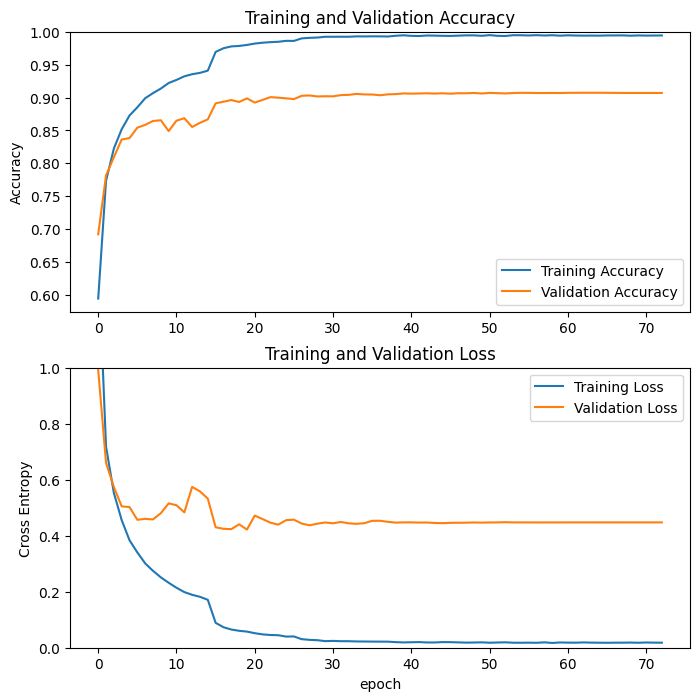 Training and Validation Accuracy
1.00
0.95
0.90
0.85
0.80
0.75
0.70
0.65
0.60
Accuracy
Training Accuracy
Validation Accuracy
0 10 20 30 40 50 60 70
Training and Validation Loss
1.0
0.8
0.6
0.4
0.2
0.0
Cross Entropy
Training Loss
Validation Loss
0 10 20 30 40 50 60 70
epoch